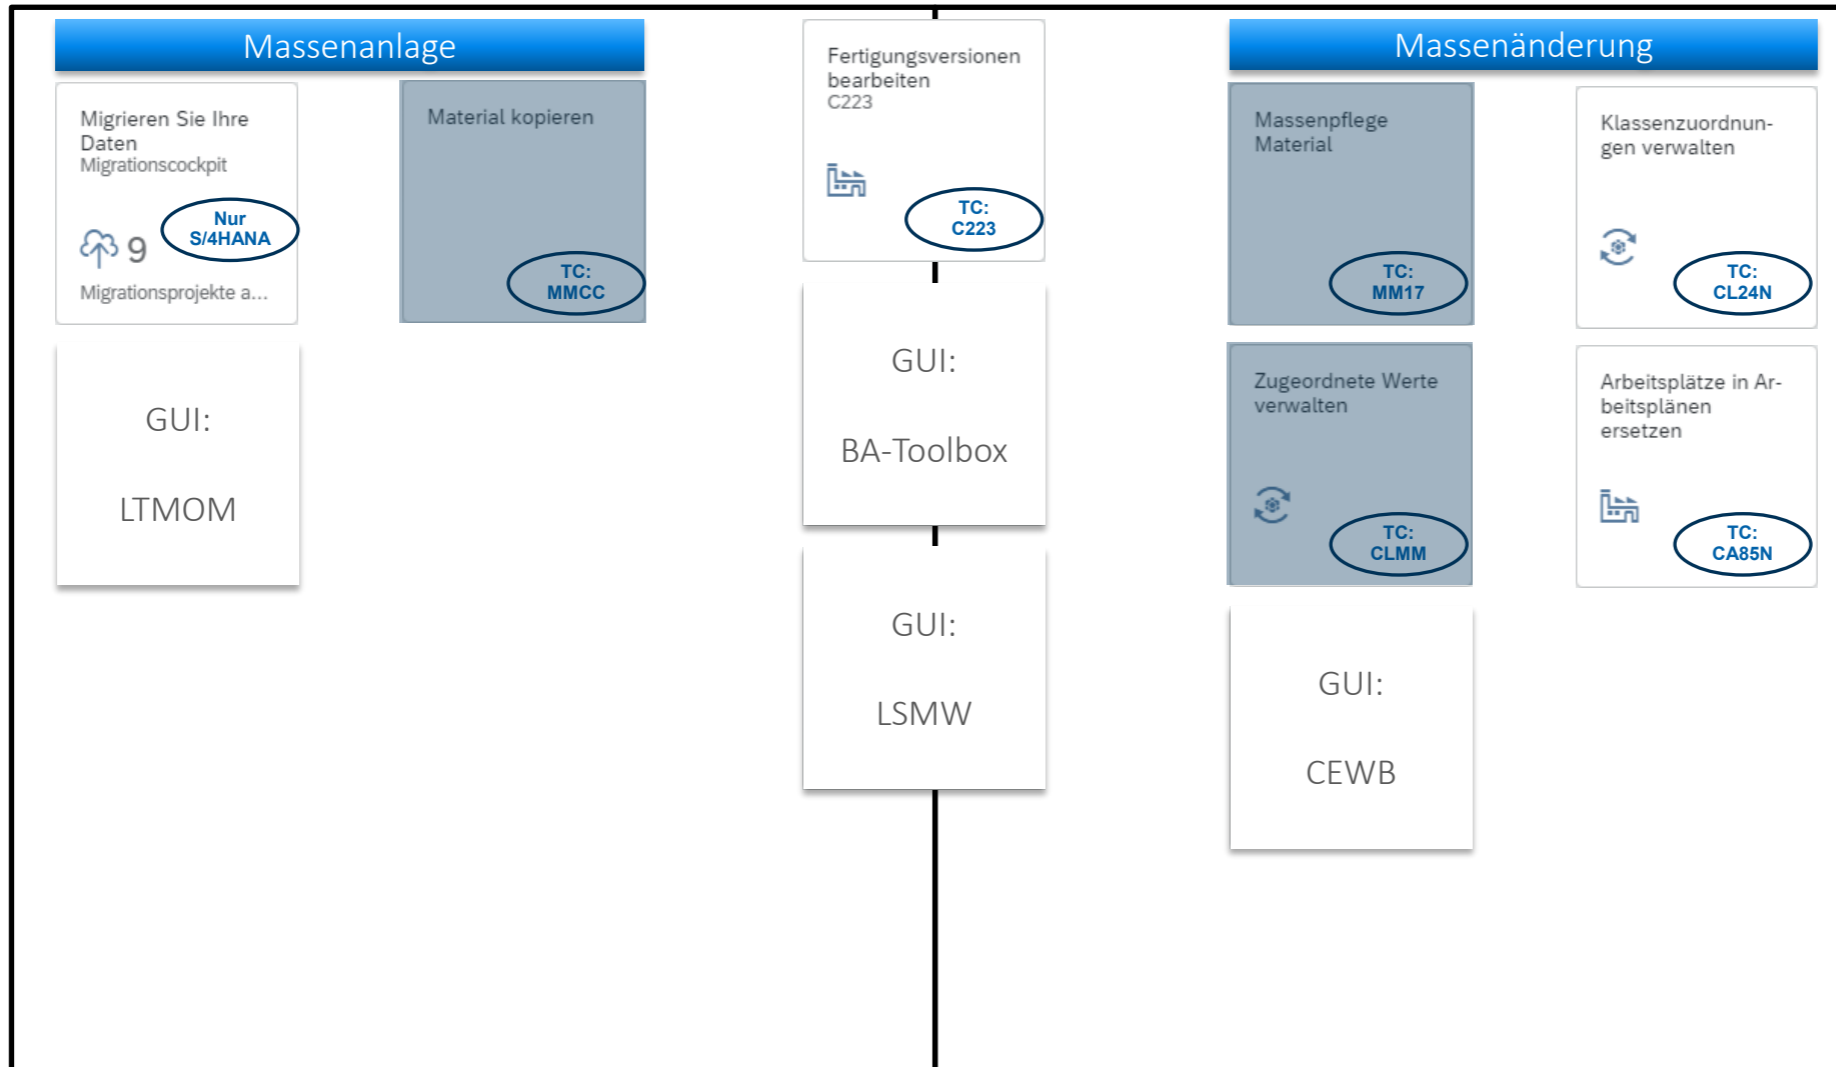 Massenanlage
Migrieren Sie Ihre
Daten
Migrationscockpit
Nur
S/4HANA
9
Migrationsprojekte a...
Material kopieren
TC:
MMCC
GUI:
LTMOM
Fertigungsversionen
bearbeiten
C223
TC:
C223
GUI:
BA-Toolbox
GUI:
LSMW
Massenänderung
Massenpflege
Material
TC:
MM17
Klassenzuordnun-
gen verwalten
TC:
CL24N
Zugeordnete Werte
verwalten
TC:
CLMM
Arbeitsplätze in Ar-
beitsplänen
ersetzen
TC:
CA85N
GUI:
CEWB